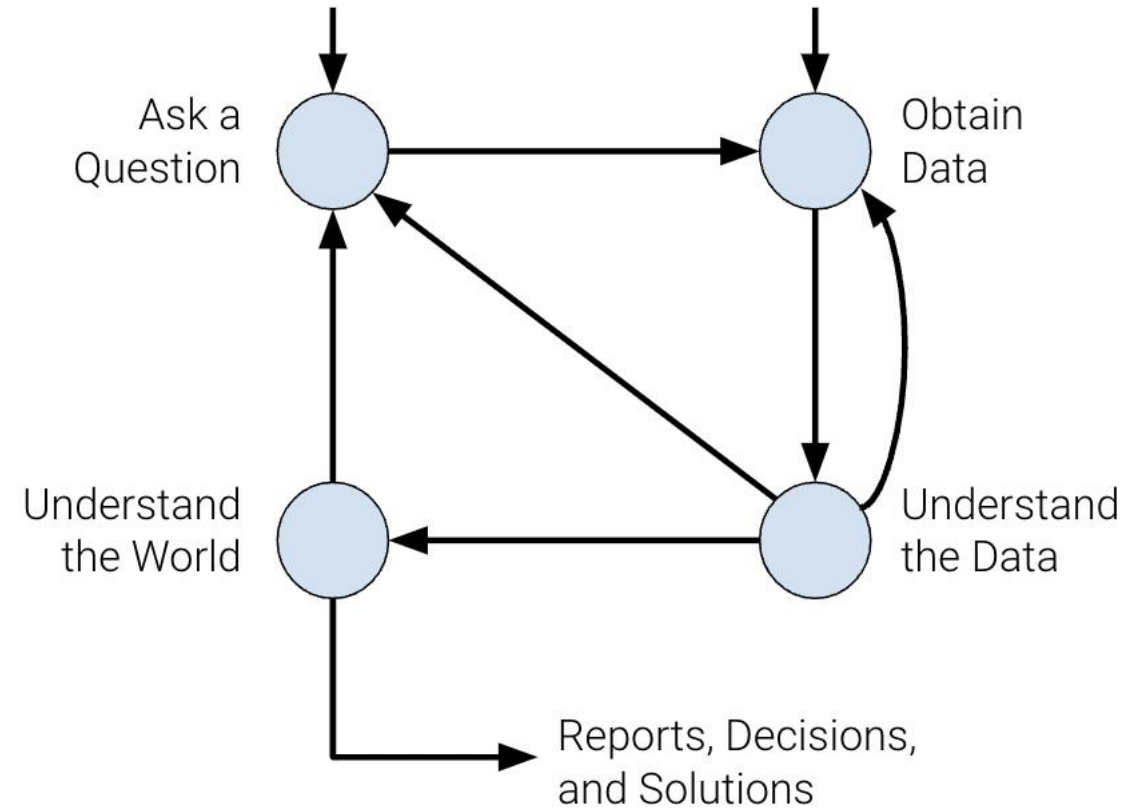 Ask a
Question
Obtain
Data
Understand
the World
Understand
the Data
Reports, Decisions,
and Solutions